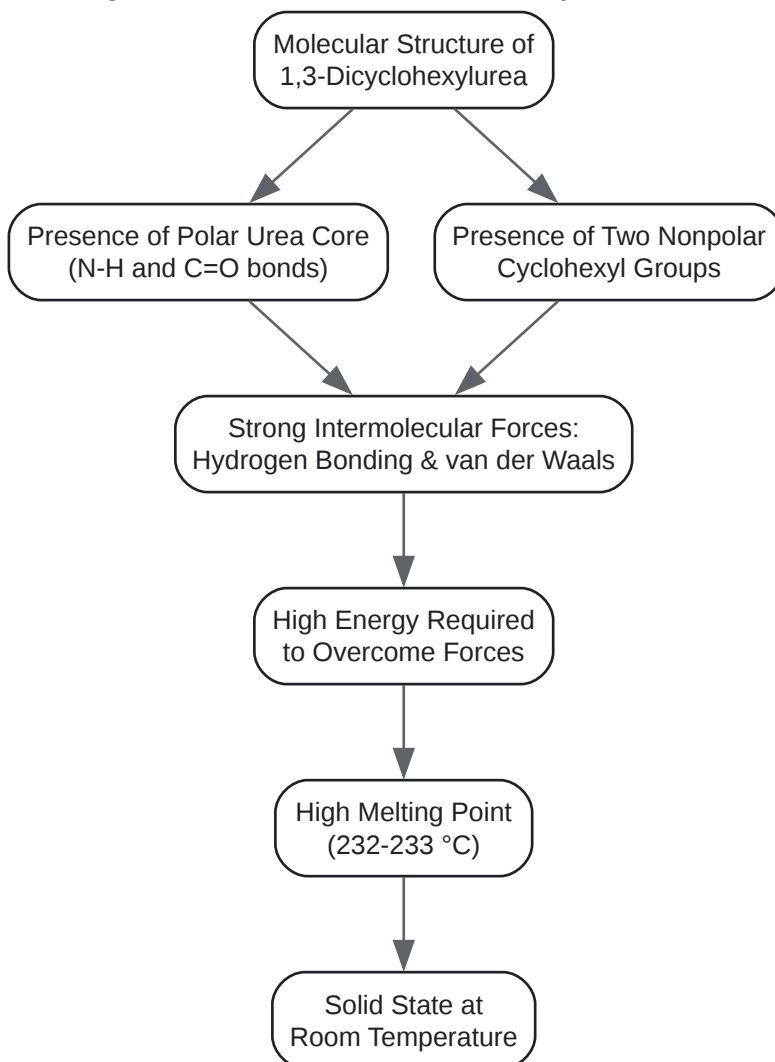 Molecular Structure of
1,3-Dicyclohexylurea
Presence of Polar Urea Core
(N-H and C=O bonds)
Presence of Two Nonpolar
Cyclohexyl Groups
Strong Intermolecular Forces:
Hydrogen Bonding & van der Waals
High Energy Required
to Overcome Forces
High Melting Point
(232-233 °C)
Solid State at
Room Temperature